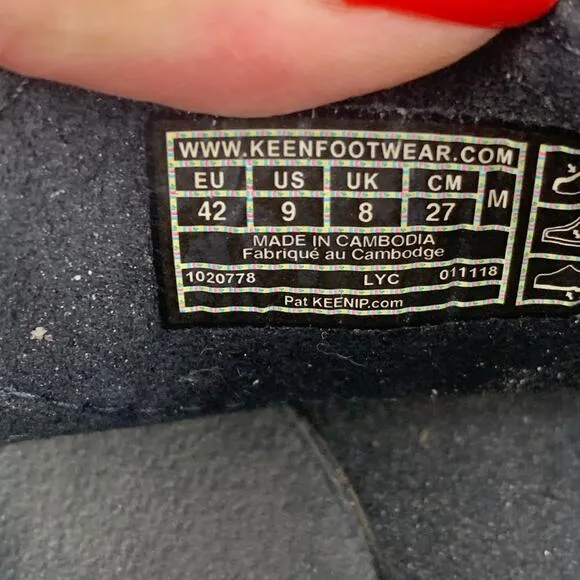 WWW.KEENFOOTWEAR.COM
EU US UK CM M
42 9 8 27
MADE IN CAMBODIA
Fabriqué au Cambodge
1020778 LYC 011118
Pat KEENIP.com